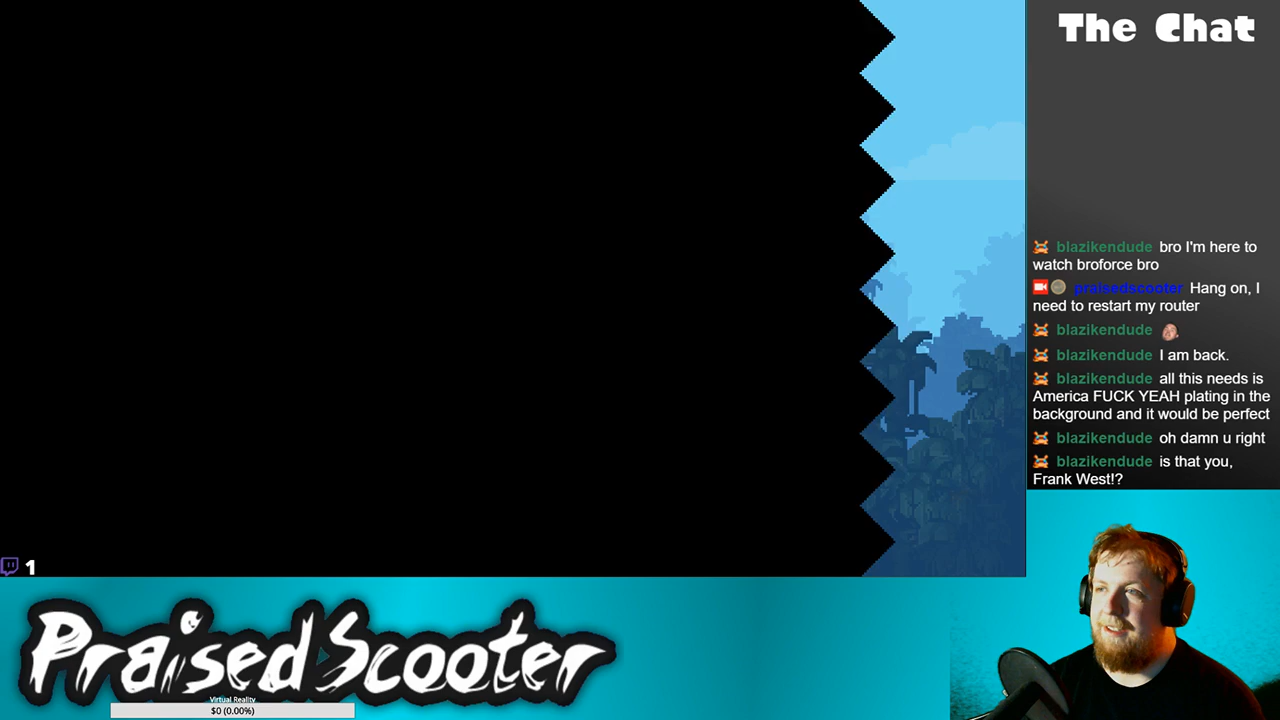 The Chat
blazikendude bro I'm here to
watch broforce bro
praisedscooter Hang on, I
need to restart my router
blazikendude
blazikendude I am back.
blazikendude all this needs is
America FUCK YEAH plating in the
background and it would be perfect
blazikendude oh damn u right
blazikendude is that you,
Frank West!?
1
PraisedScooter
Virtual Reality
$0 (0.00%)